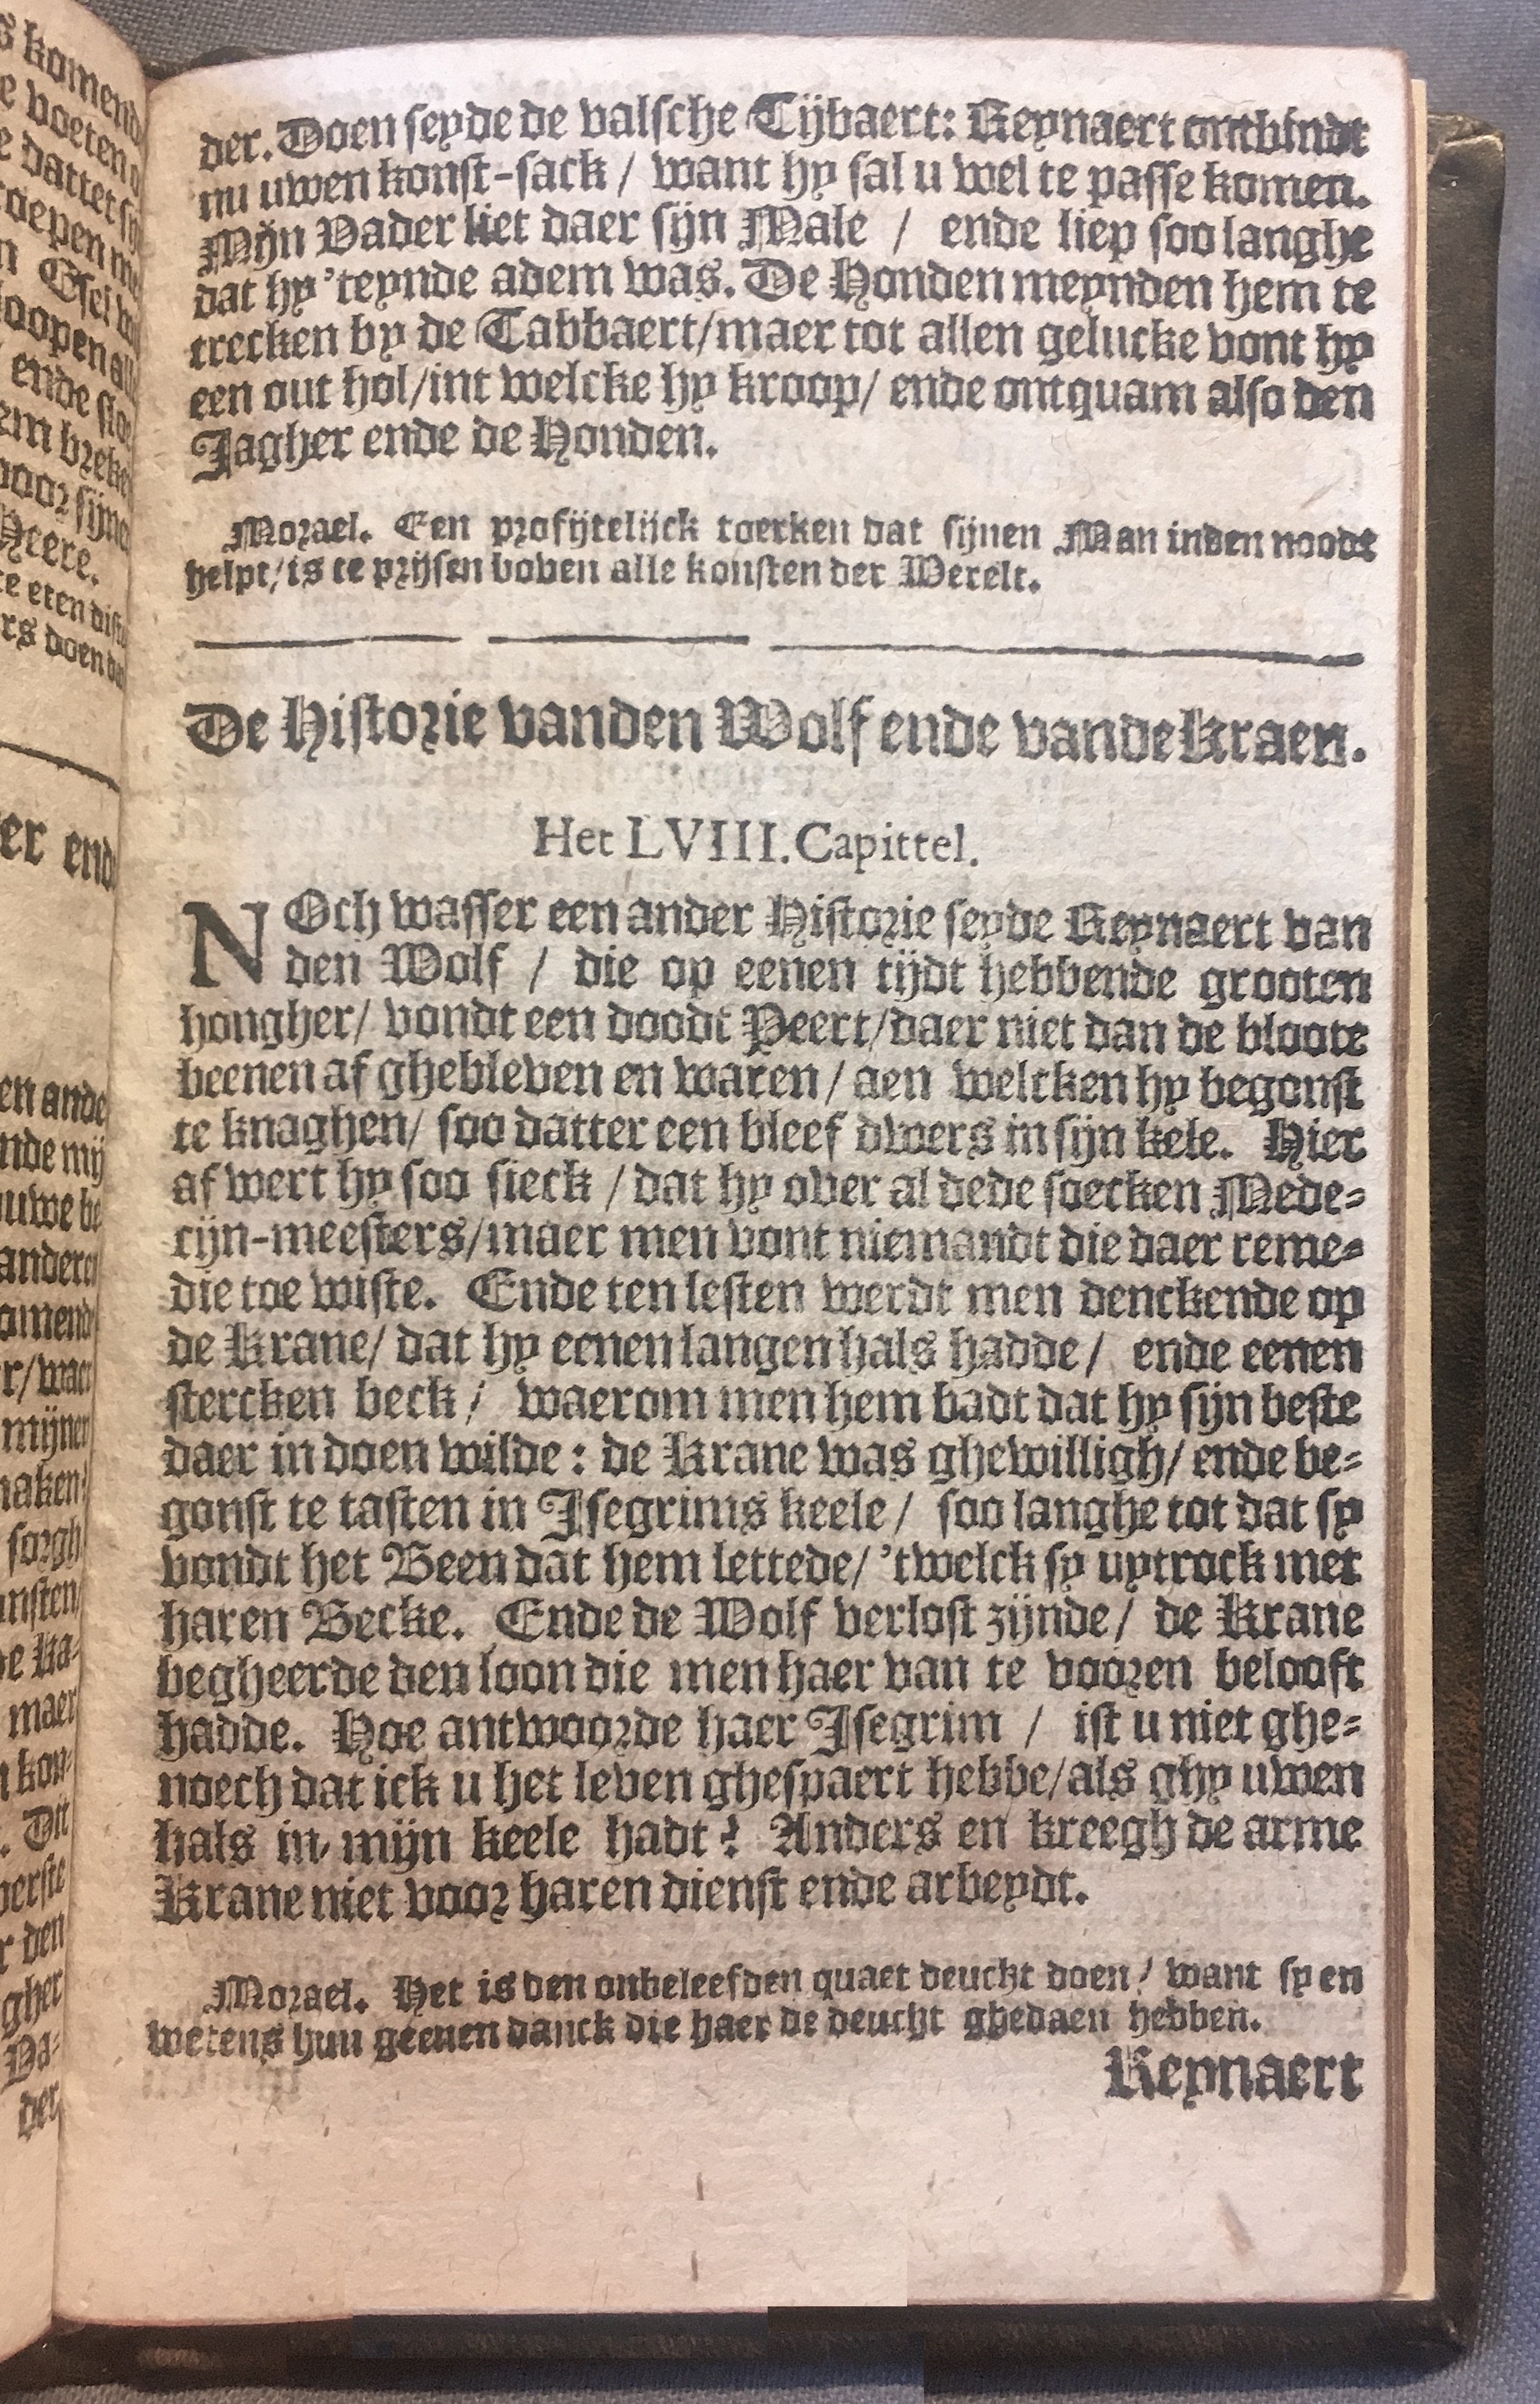 der. Doen seyde de valsche Tijbaert: Reynaert ontbindt
nu uwen konst-sack / want hy sal u wel te passe komen.
Mijn Vader liet daer sijn Male / ende liep soo langhe
dat hy 'teynde adem was. De Honden meynden hem te
trecken by de Tabbaert/maer tot allen gelucke vont hy
een out hol/int welcke hy kroop/ ende ontquam also den
Jagher ende de Honden.
Morael. Een profijtelijck toerken dat sijnen Man inden noodt
helpt/is te prijsen boven alle konsten der Werelt.
De Historie vanden Wolf ende vande Kraen.
Het LVIII. Capittel.
NOch wasser een ander Historie seyde Reynaert van
den Wolf / die op eenen tijdt hebbende grooten
hongher/ vondt een doodt Peert/daer niet dan de bloote
beenen af ghebleven en waren/aen welcken hy begonst
te knaghen/ soo datter een bleef dwers in sijn kele. Hier
af wert hy soo sieck /dat hy over al dede soecken Mede-
cijn-meesters/maer men vont niemandt die daer reme-
die toe wiste. Ende ten lesten werdt men denckende op
de Krane/ dat hy eenen langen hals hadde/ ende eenen
stercken beck/ waerom men hem badt dat hy sijn beste
daer in doen wilde: de Krane was ghewilligh/ ende be-
gonst te tasten in Isegrims keele/ soo langhe tot dat sy
vondt het Been dat hem lettede/ 'twelck sy uytrock met
haren Becke. Ende de Wolf verlost zijnde/ de Krane
begheerde den loon die men haer van te vooren belooft
hadde. Hoe antwoorde haer Isegrim / ist u niet ghe-
noech dat ick u het leven ghespaert hebbe/als ghy uwen
hals in mijn keele hadt? Anders en kreegh de arme
Krane niet voor haren dienst ende arbeydt.
Morael. Het is den onbeleefden quaet deucht doen/ want sy en
wetens hun geenen danck die haer de deucht ghedaen hebben.
Reynaert